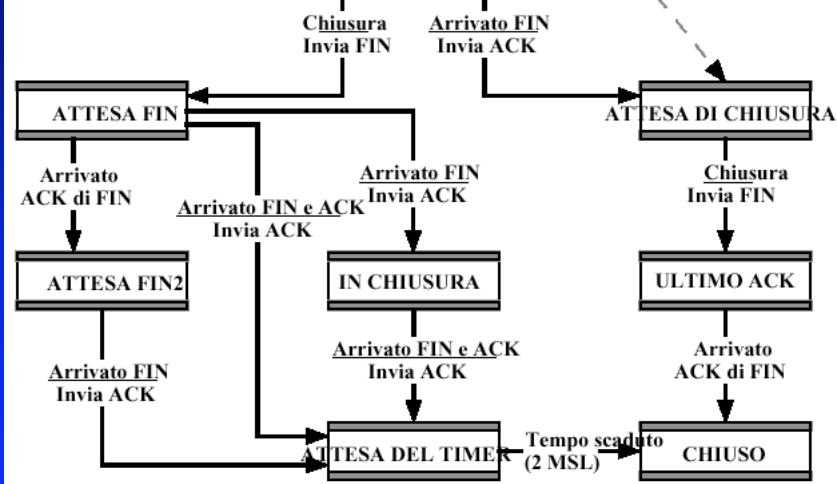 Chiusura
Invia FIN
Arrivato FIN
Invia ACK
ATTESA FIN
ATTESA DI CHIUSURA
Arrivato
ACK di FIN
Arrivato FIN e ACK
Invia ACK
Arrivato FIN
Invia ACK
Chiusura
Invia FIN
ATTESA FIN2
IN CHIUSURA
ULTIMO ACK
Arrivato FIN
Invia ACK
Arrivato FIN e ACK
Invia ACK
Arrivato
ACK di FIN
ATTESA DEL TIMER
Tempo scaduto
(2 MSL)
CHIUSO